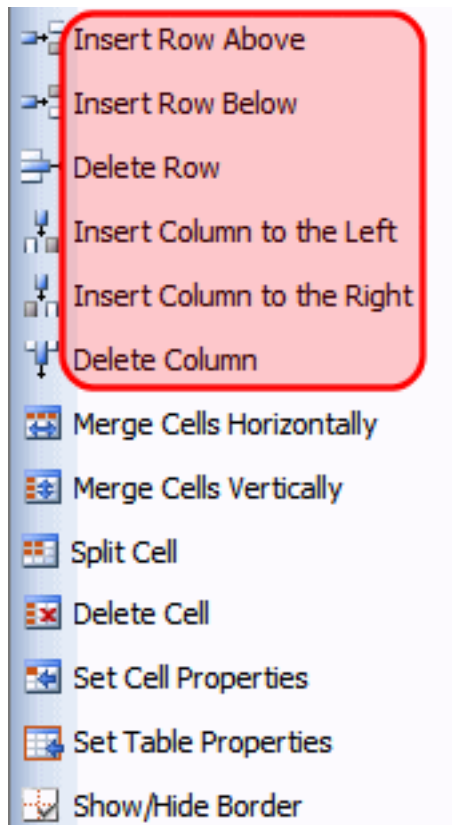 Insert Row Above
Insert Row Below
Delete Row
Insert Column to the Left
Insert Column to the Right
Delete Column
Merge Cells Horizontally
Merge Cells Vertically
Split Cell
Delete Cell
Set Cell Properties
Set Table Properties
Show/Hide Border